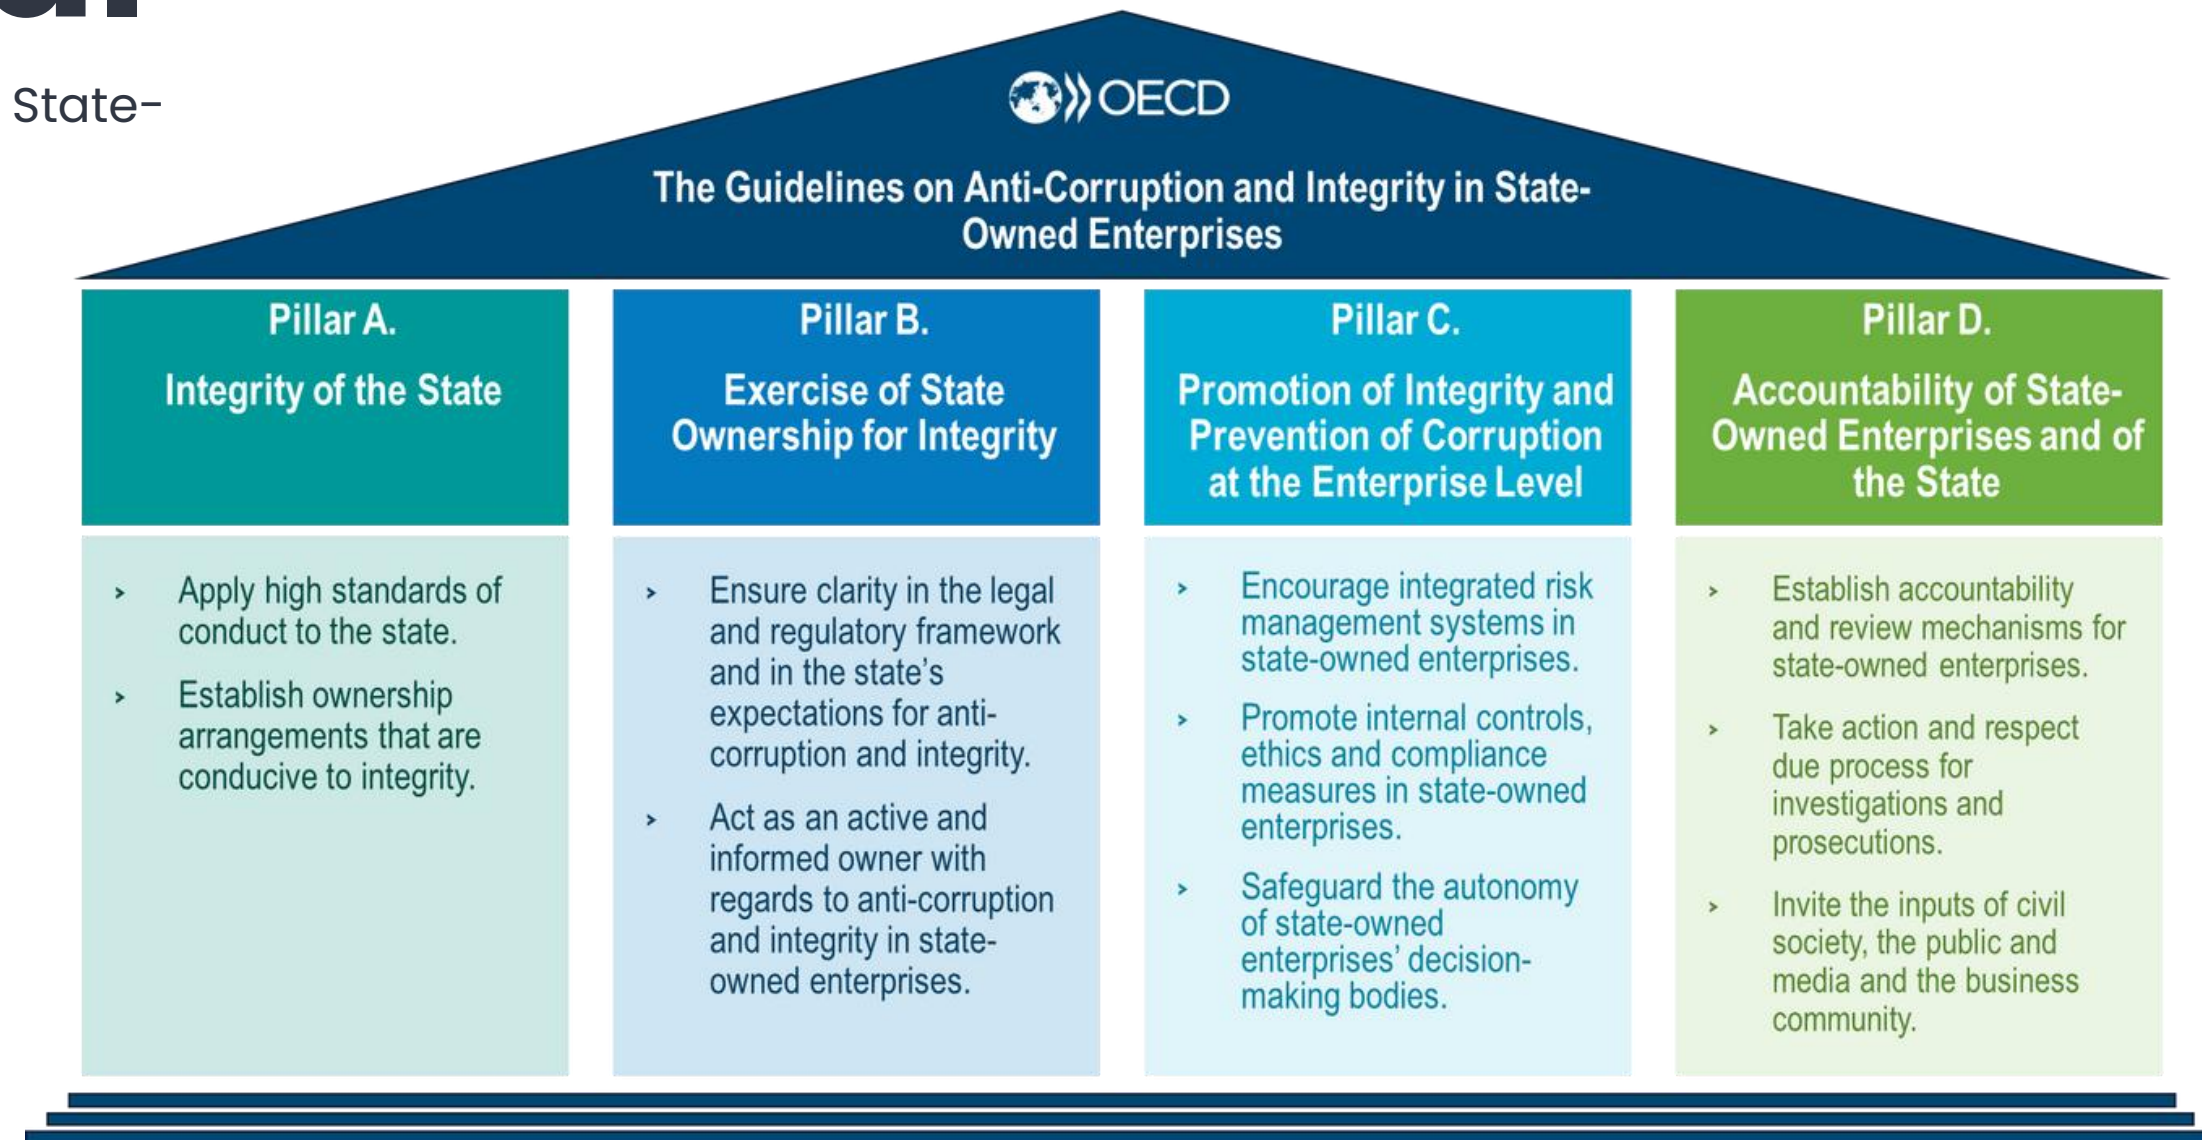 State-
OECD
The Guidelines on Anti-Corruption and Integrity in State-
Owned Enterprises
Pillar A.
Integrity of the State
> Apply high standards of
conduct to the state.
> Establish ownership
arrangements that are
conducive to integrity.
Pillar B.
Exercise of State
Ownership for Integrity
> Ensure clarity in the legal
and regulatory framework
and in the state's
expectations for anti-
corruption and integrity.
> Act as an active and
informed owner with
regards to anti-corruption
and integrity in state-
owned enterprises.
Pillar C.
Promotion of Integrity and
Prevention of Corruption
at the Enterprise Level
> Encourage integrated risk
management systems in
state-owned enterprises.
> Promote internal controls,
ethics and compliance
measures in state-owned
enterprises.
> Safeguard the autonomy
of state-owned
enterprises' decision-
making bodies.
Pillar D.
Accountability of State-
Owned Enterprises and of
the State
> Establish accountability
and review mechanisms for
state-owned enterprises.
> Take action and respect
due process for
investigations and
prosecutions.
> Invite the inputs of civil
society, the public and
media and the business
community.